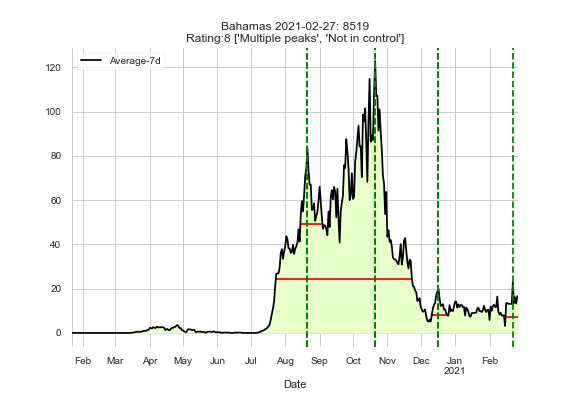 Bahamas 2021-02-27: 8519
Rating:8 ['Multiple peaks', 'Not in control']
Average-7d
120
100
80
60
40
20
0
Feb Mar Apr May Jun Jul Aug Sep Oct Nov Dec Jan Feb
2021
Date